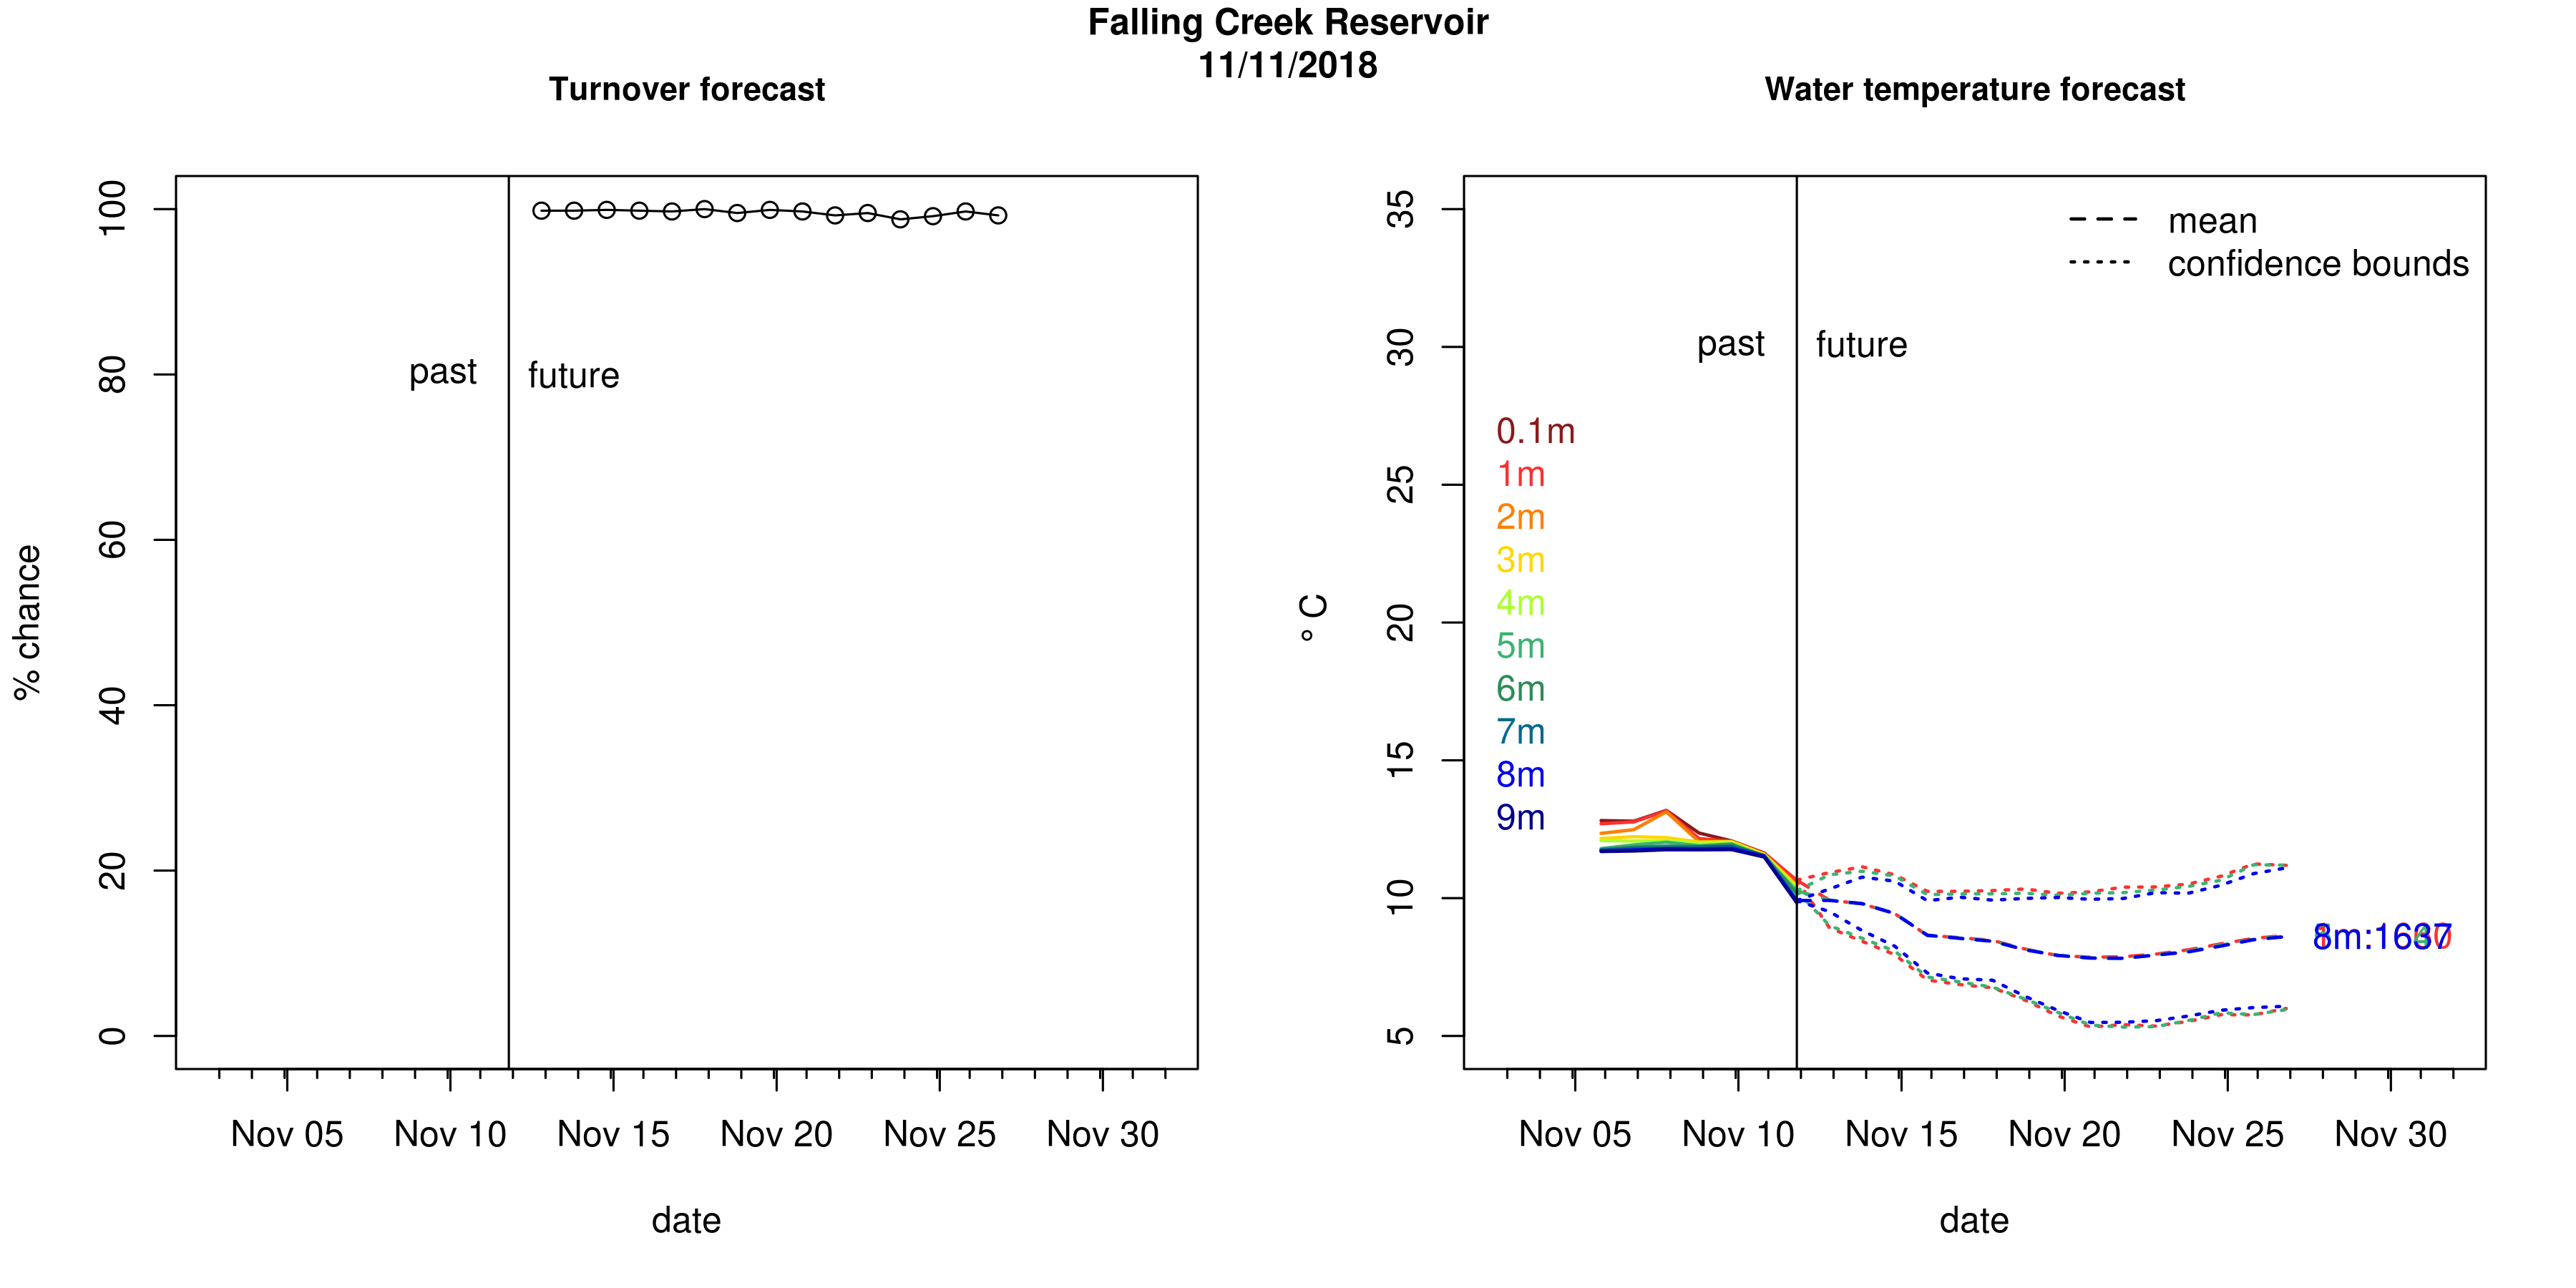 Falling Creek Reservoir
11/11/2018
Turnover forecast
% chance
100
80
60
40
20
0
past
future
Nov 05 Nov 10 Nov 15 Nov 20 Nov 25 Nov 30
date
Water temperature forecast
° C
35
30
25
20
15
10
5
mean
confidence bounds
past
future
0.1m
1m
2m
3m
4m
5m
6m
7m
8m
9m
Nov 05 Nov 10 Nov 15 Nov 20 Nov 25 Nov 30
date